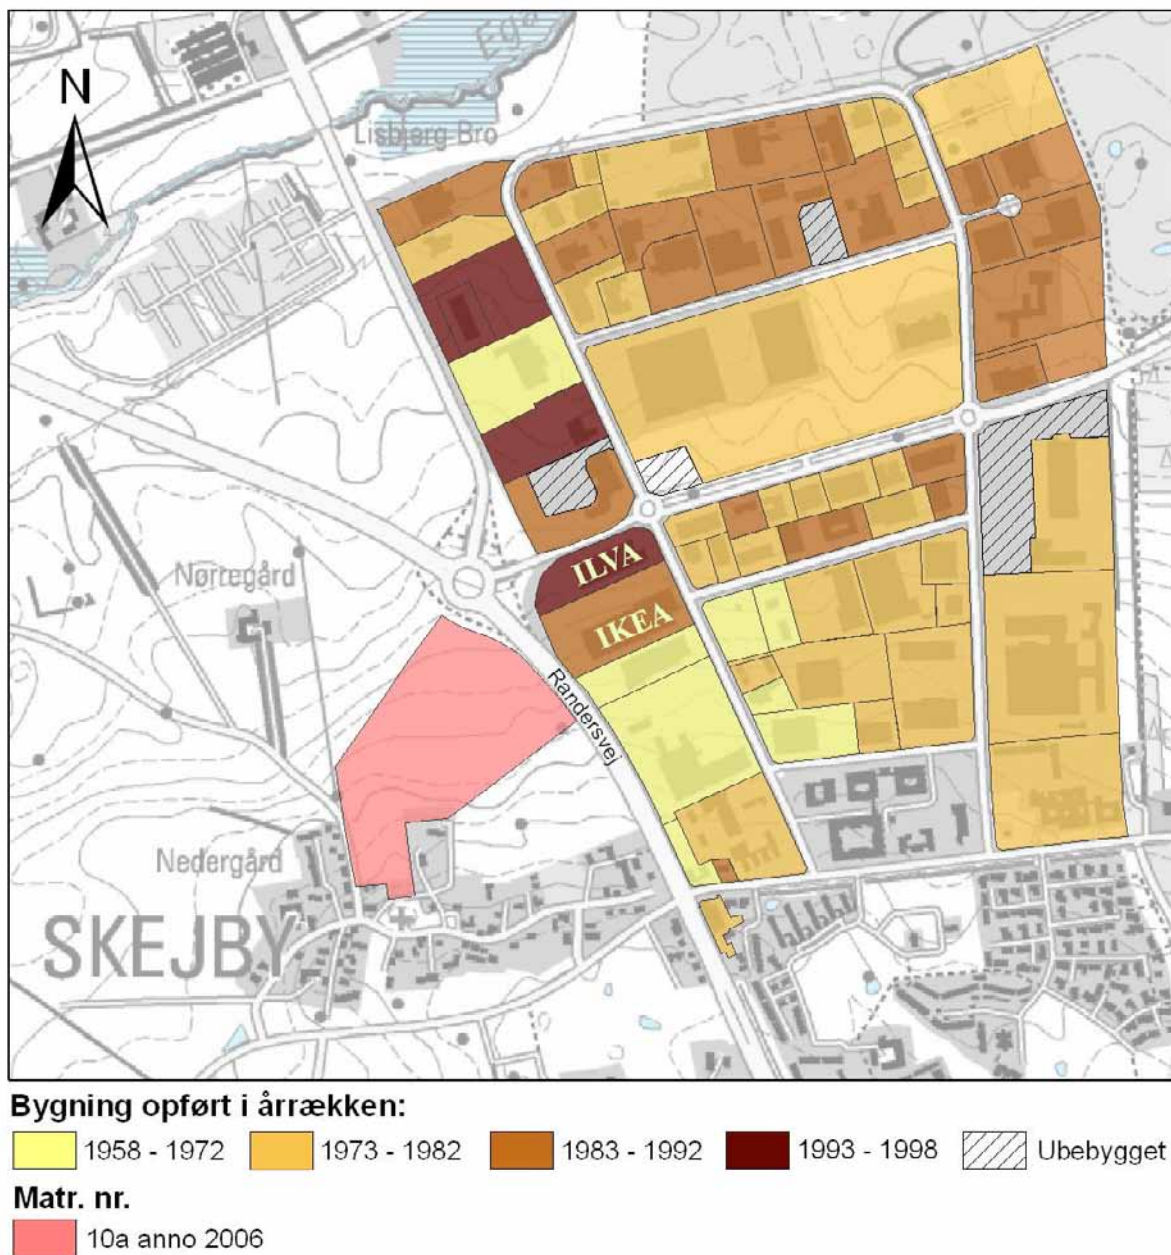 N
Egå
Lisbjerg Bro
Nørregård
ILVA
IKEA
Randersvej
Nedergård
SKEJBY
Bygning opført i årrækken:
1958 - 1972 1973 - 1982 1983 - 1992 1993 - 1998 Ubebygget
Matr. nr.
10a anno 2006